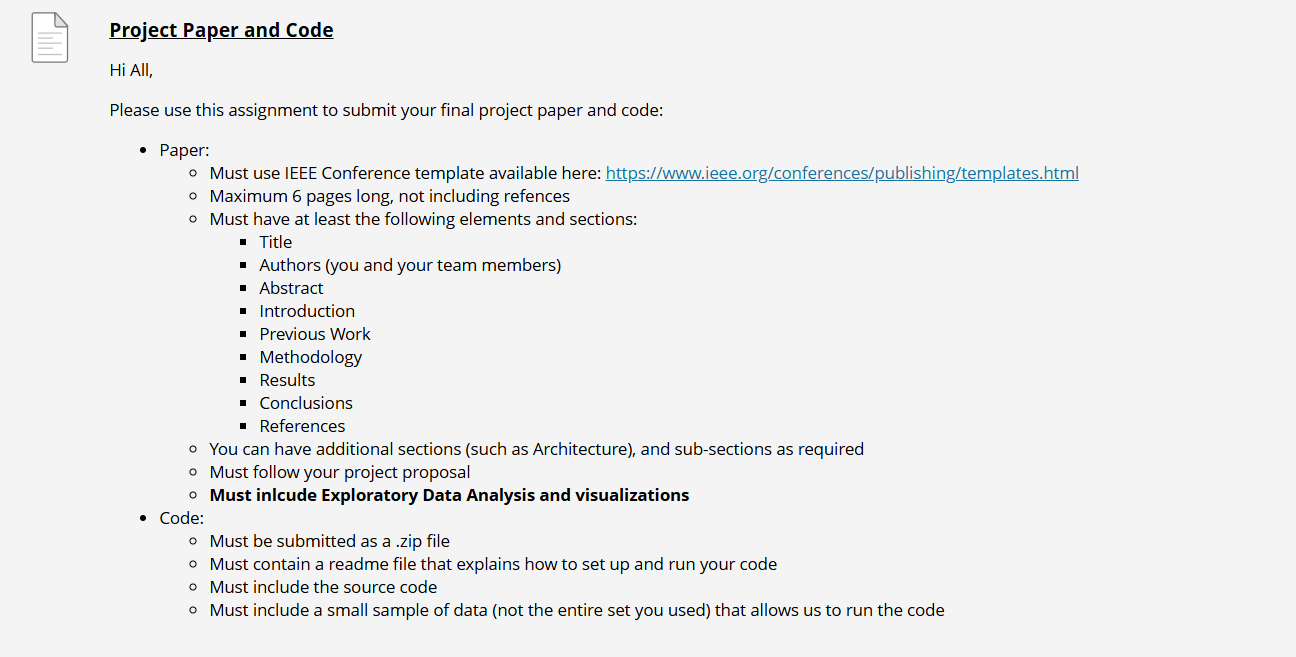 Project Paper and Code
Hi All,
Please use this assignment to submit your final project paper and code:
Paper:
Must use IEEE Conference template available here: https://www.ieee.org/conferences/publishing/templates.html
Maximum 6 pages long, not including refences
Must have at least the following elements and sections:
Title
Authors (you and your team members)
Abstract
Introduction
Previous Work
Methodology
Results
Conclusions
References
You can have additional sections (such as Architecture), and sub-sections as required
Must follow your project proposal
Must inlcude Exploratory Data Analysis and visualizations
Code:
Must be submitted as a .zip file
Must contain a readme file that explains how to set up and run your code
Must include the source code
Must include a small sample of data (not the entire set you used) that allows us to run the code